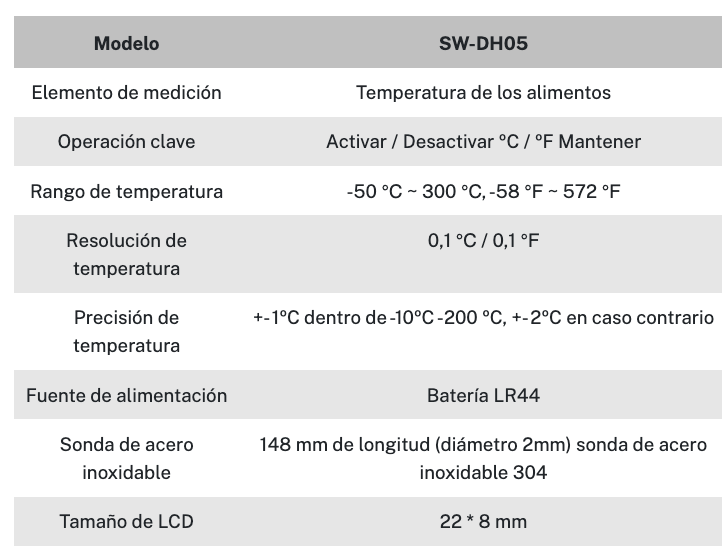 Modelo SW-DH05
Elemento de medición Temperatura de los alimentos
Operación clave Activar / Desactivar °C / °F Mantener
Rango de temperatura -50 °C ~ 300 °C, -58 °F ~ 572 °F
Resolución de 0,1 °C / 0,1 °F
temperatura
Precisión de +-1°C dentro de -10°C -200 °C, +-2°C en caso contrario
temperatura
Fuente de alimentación Batería LR44
Sonda de acero 148 mm de longitud (diámetro 2mm) sonda de acero
inoxidable inoxidable 304
Tamaño de LCD 22 * 8 mm